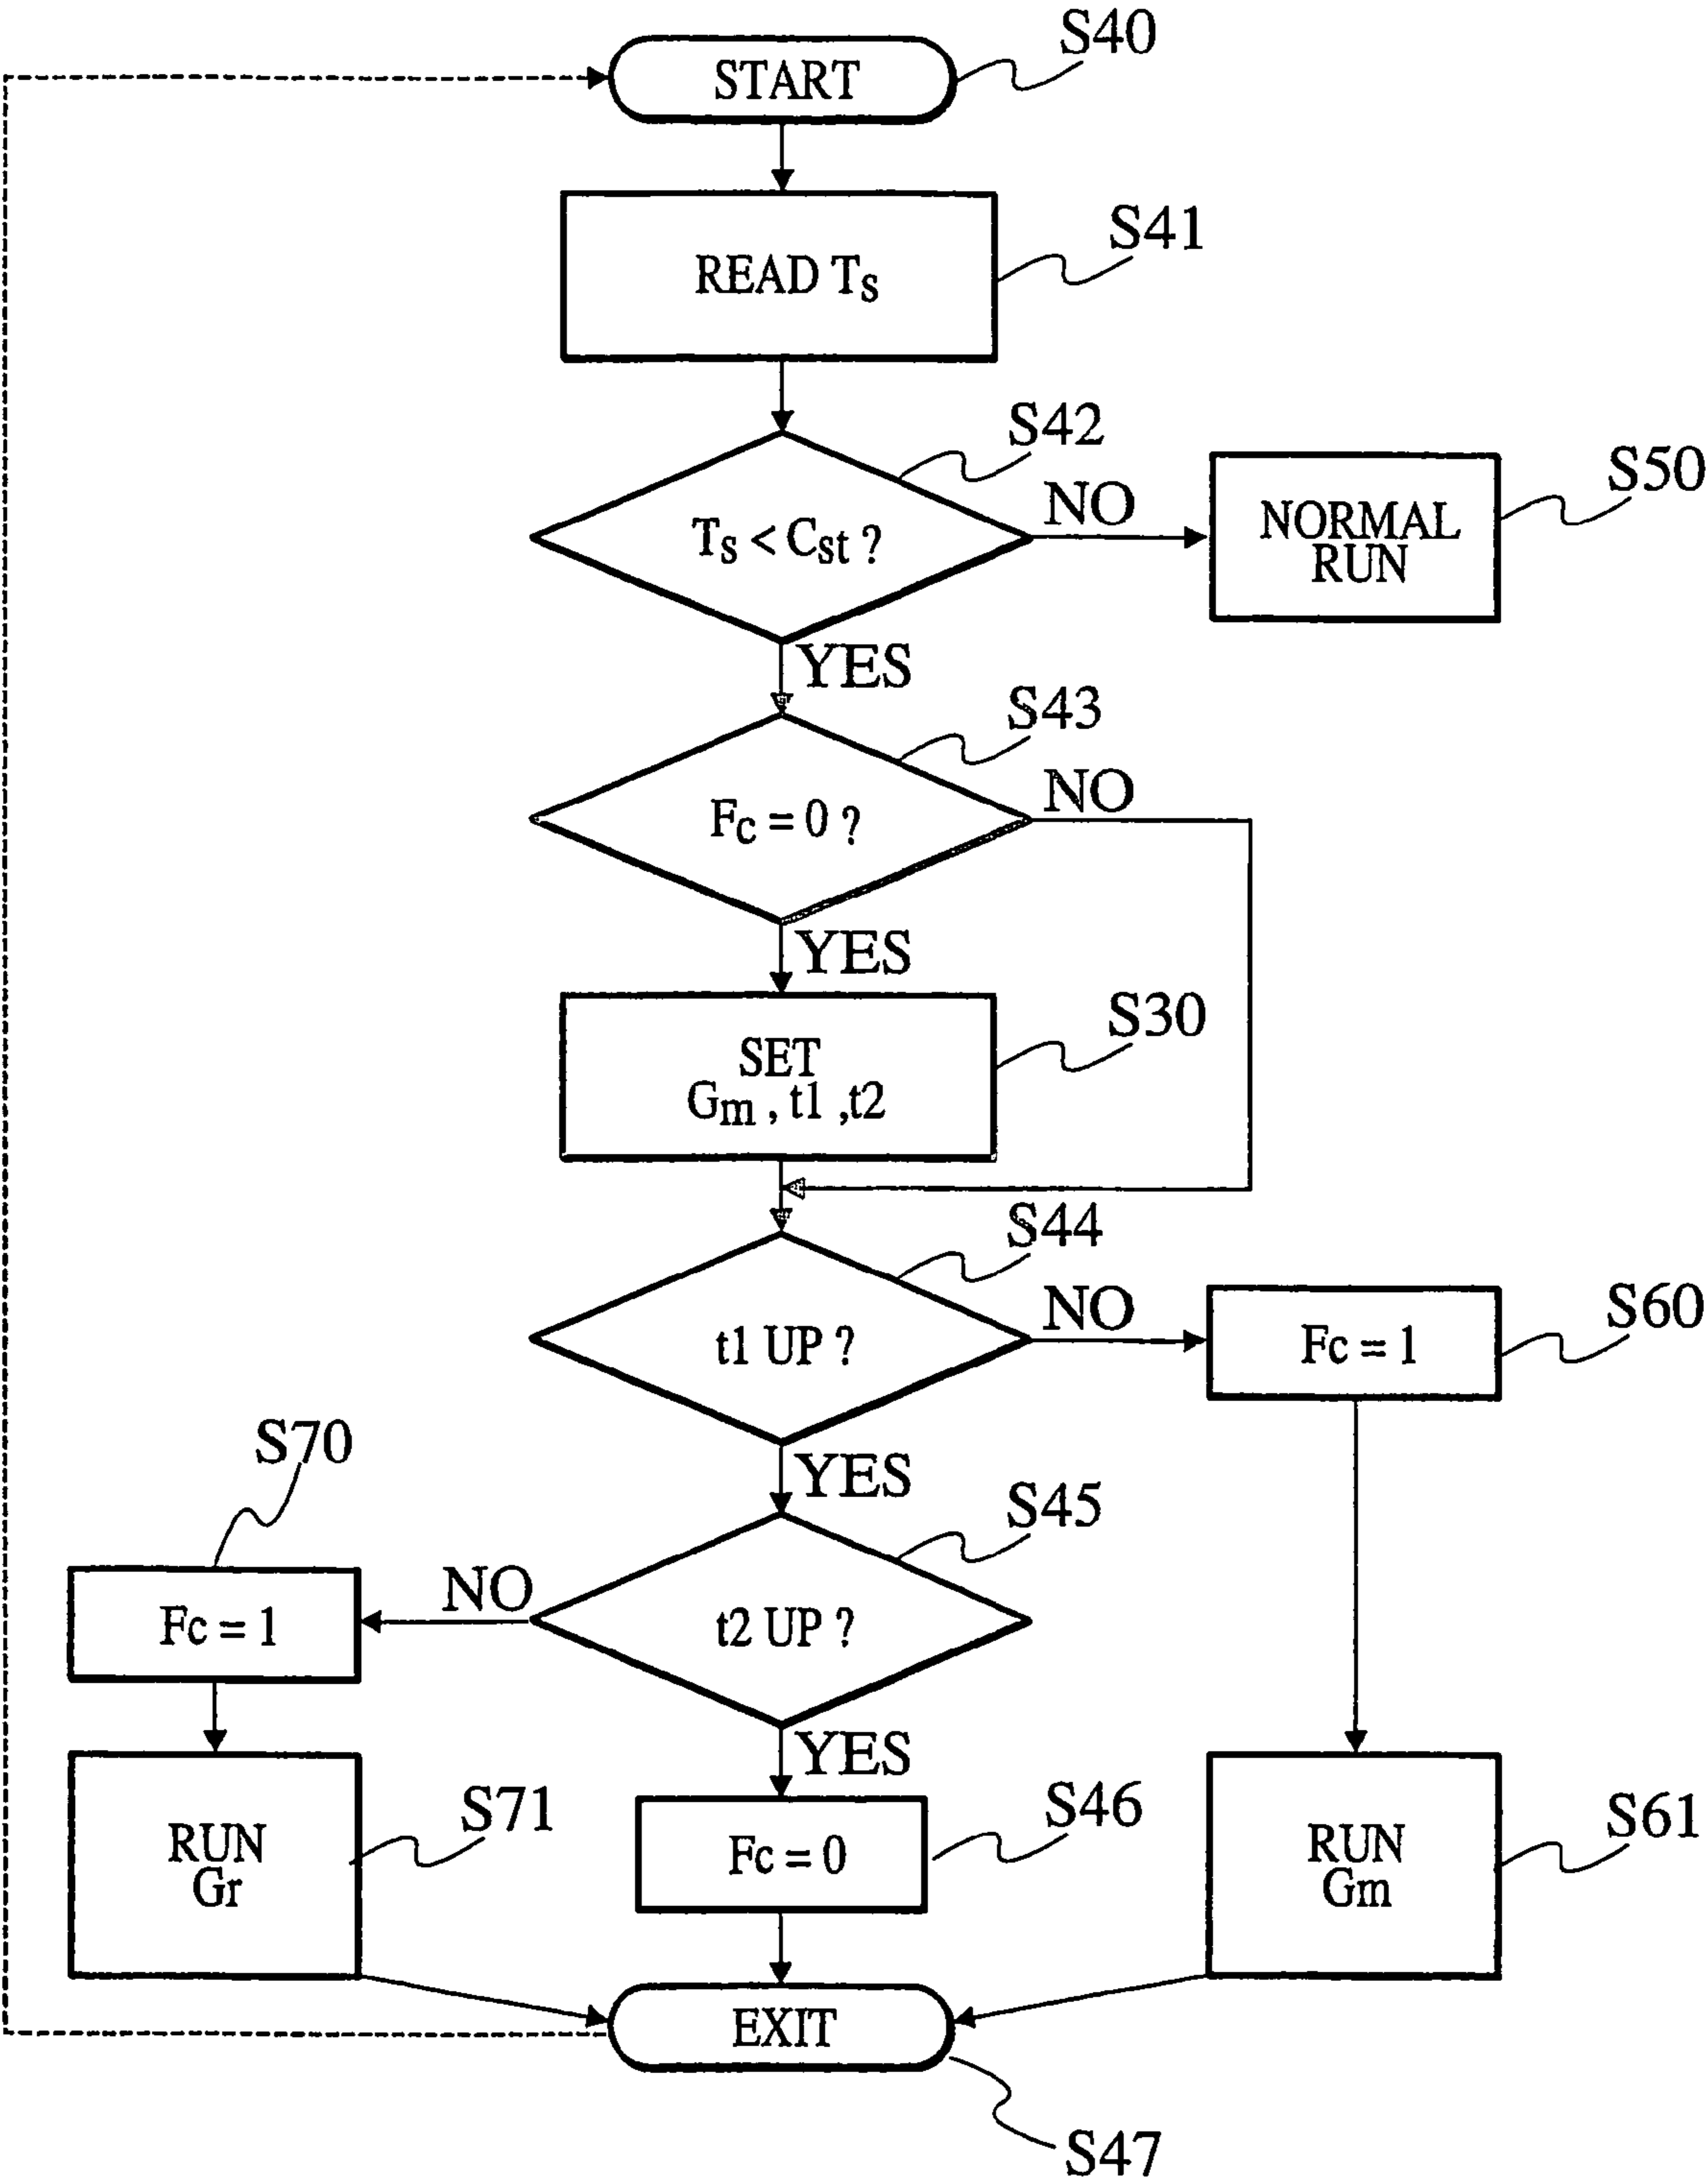 S40
START
S41
READ Ts
S42
Ts < Cst ?
NO
S50
NORMAL
RUN
YES
S43
Fc = 0 ?
NO
YES
S30
SET
Gm , t1 ,t2
S44
t1 UP ?
NO
S60
Fc = 1
YES
S70
S45
Fc = 1
NO
t2 UP ?
YES
S71
RUN
Gr
S46
Fc = 0
S61
RUN
Gm
EXIT
S47